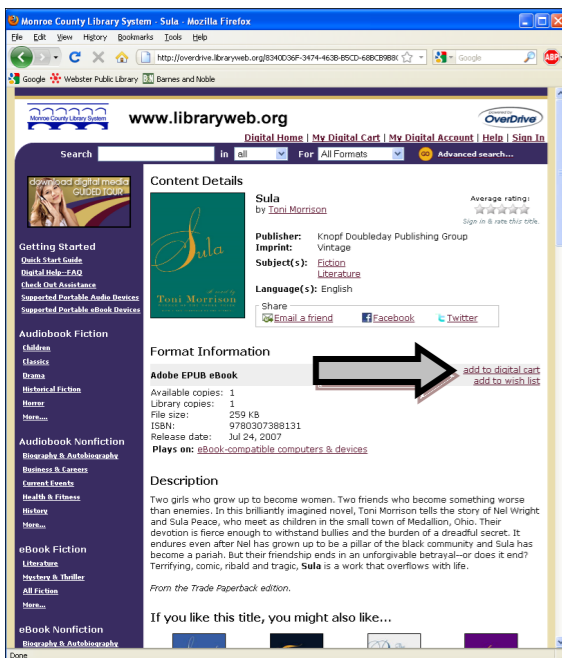 Monroe County Library System - Sula - Mozilla Firefox
File Edit View History Bookmarks Tools Help
http://overdrive.libraryweb.org/8340D36F-3474-463B-B5CD-68BCB9B8
Google
ABP
Google Webster Public Library Barnes and Noble
Monroe County Library System
www.libraryweb.org
OverDrive
Digital Home | My Digital Cart | My Digital Account | Help | Sign In
Search in all For All Formats GO Advanced search...
download digital media
GUIDED TOUR
Getting Started
Quick Start Guide
Digital Help--FAQ
Check Out Assistance
Supported Portable Audio Devices
Supported Portable eBook Devices
Audiobook Fiction
Children
Classics
Drama
Historical Fiction
Horror
More....
Audiobook Nonfiction
Biography & Autobiography
Business & Careers
Current Events
Health & Fitness
History
More...
eBook Fiction
Literature
Mystery & Thriller
All Fiction
More...
eBook Nonfiction
Biography & Autobiography
Content Details
Sula
a novel by
Toni Morrison
Sula
by Toni Morrison
Average rating:
Sign in & rate this title.
Publisher: Knopf Doubleday Publishing Group
Imprint: Vintage
Subject(s): Fiction
Literature
Language(s): English
Share
Email a friend Facebook Twitter
Format Information
Adobe EPUB eBook
add to digital cart
add to wish list
Available copies: 1
Library copies: 1
File size: 259 KB
ISBN: 9780307388131
Release date: Jul 24, 2007
Plays on: eBook-compatible computers & devices
Description
Two girls who grow up to become women. Two friends who become something worse
than enemies. In this brilliantly imagined novel, Toni Morrison tells the story of Nel Wright
and Sula Peace, who meet as children in the small town of Medallion, Ohio. Their
devotion is fierce enough to withstand bullies and the burden of a dreadful secret. It
endures even after Nel has grown up to be a pillar of the black community and Sula has
become a pariah. But their friendship ends in an unforgivable betrayal—or does it end?
Terrifying, comic, ribald and tragic, Sula is a work that overflows with life.
From the Trade Paperback edition.
If you like this title, you might also like...
Done